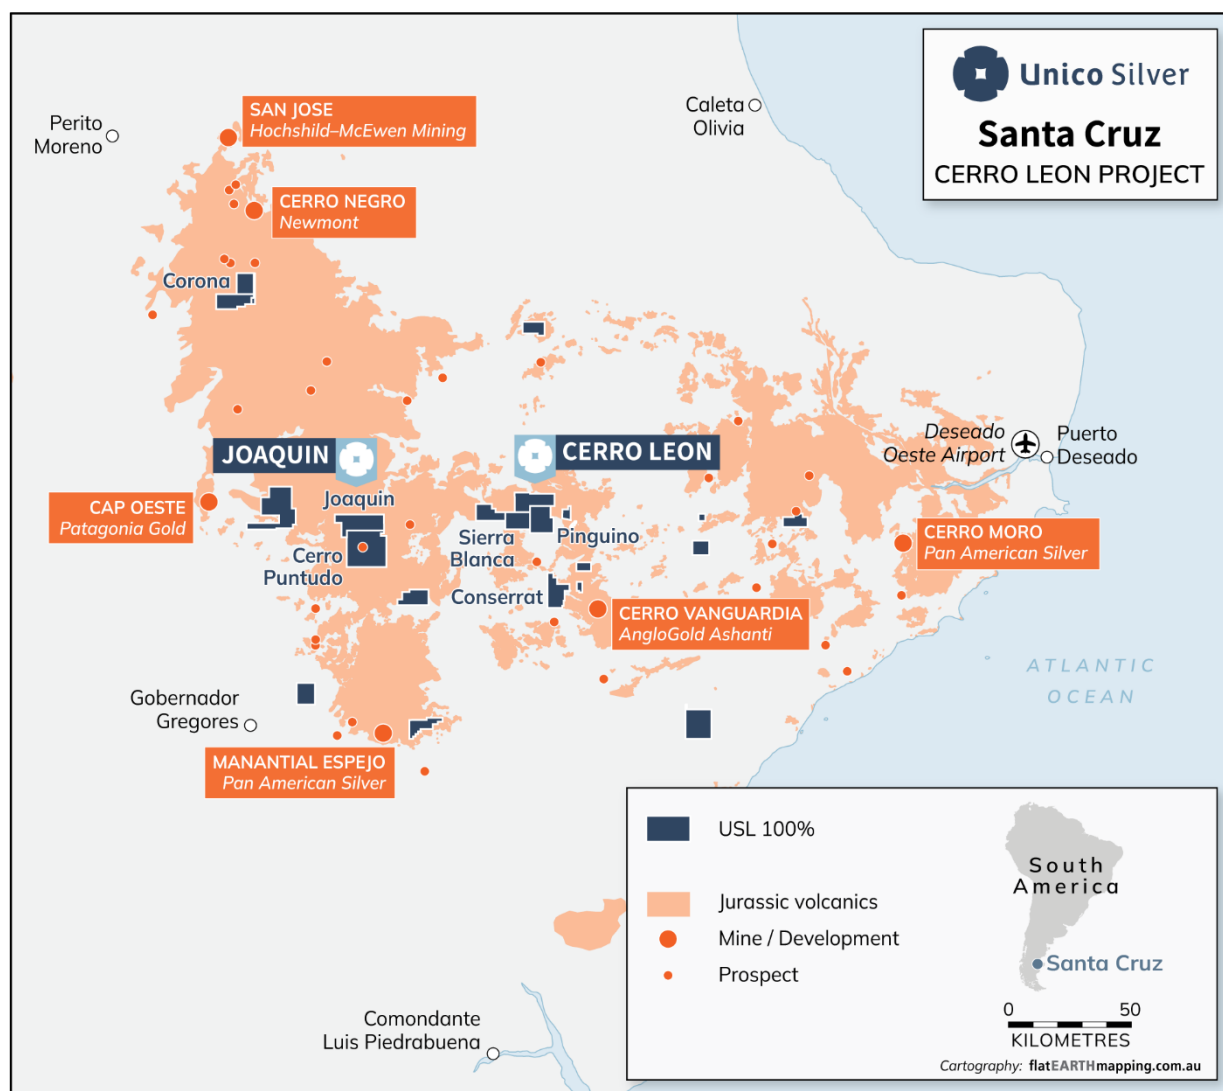 Unico Silver
Santa Cruz
CERRO LEON PROJECT
Perito
Moreno
SAN JOSE
Hochshild–McEwen Mining
Caleta
Olivia
CERRO NEGRO
Newmont
Corona
JOAQUIN
CERRO LEON
Deseado
Oeste Airport
Puerto
Deseado
CAP OESTE
Patagonia Gold
Joaquin
Cerro
Puntudo
Sierra
Blanca
Pinguino
Conserrat
CERRO MORO
Pan American Silver
CERRO VANGUARDIA
AngloGold Ashanti
ATLANTIC
OCEAN
Gobernador
Gregores
MANANTIAL ESPEJO
Pan American Silver
Comondante
Luis Piedrabuena
USL 100%
Jurassic volcanics
Mine / Development
Prospect
South
America
Santa Cruz
0 50
KILOMETRES
Cartography: flatEARTHmapping.com.au